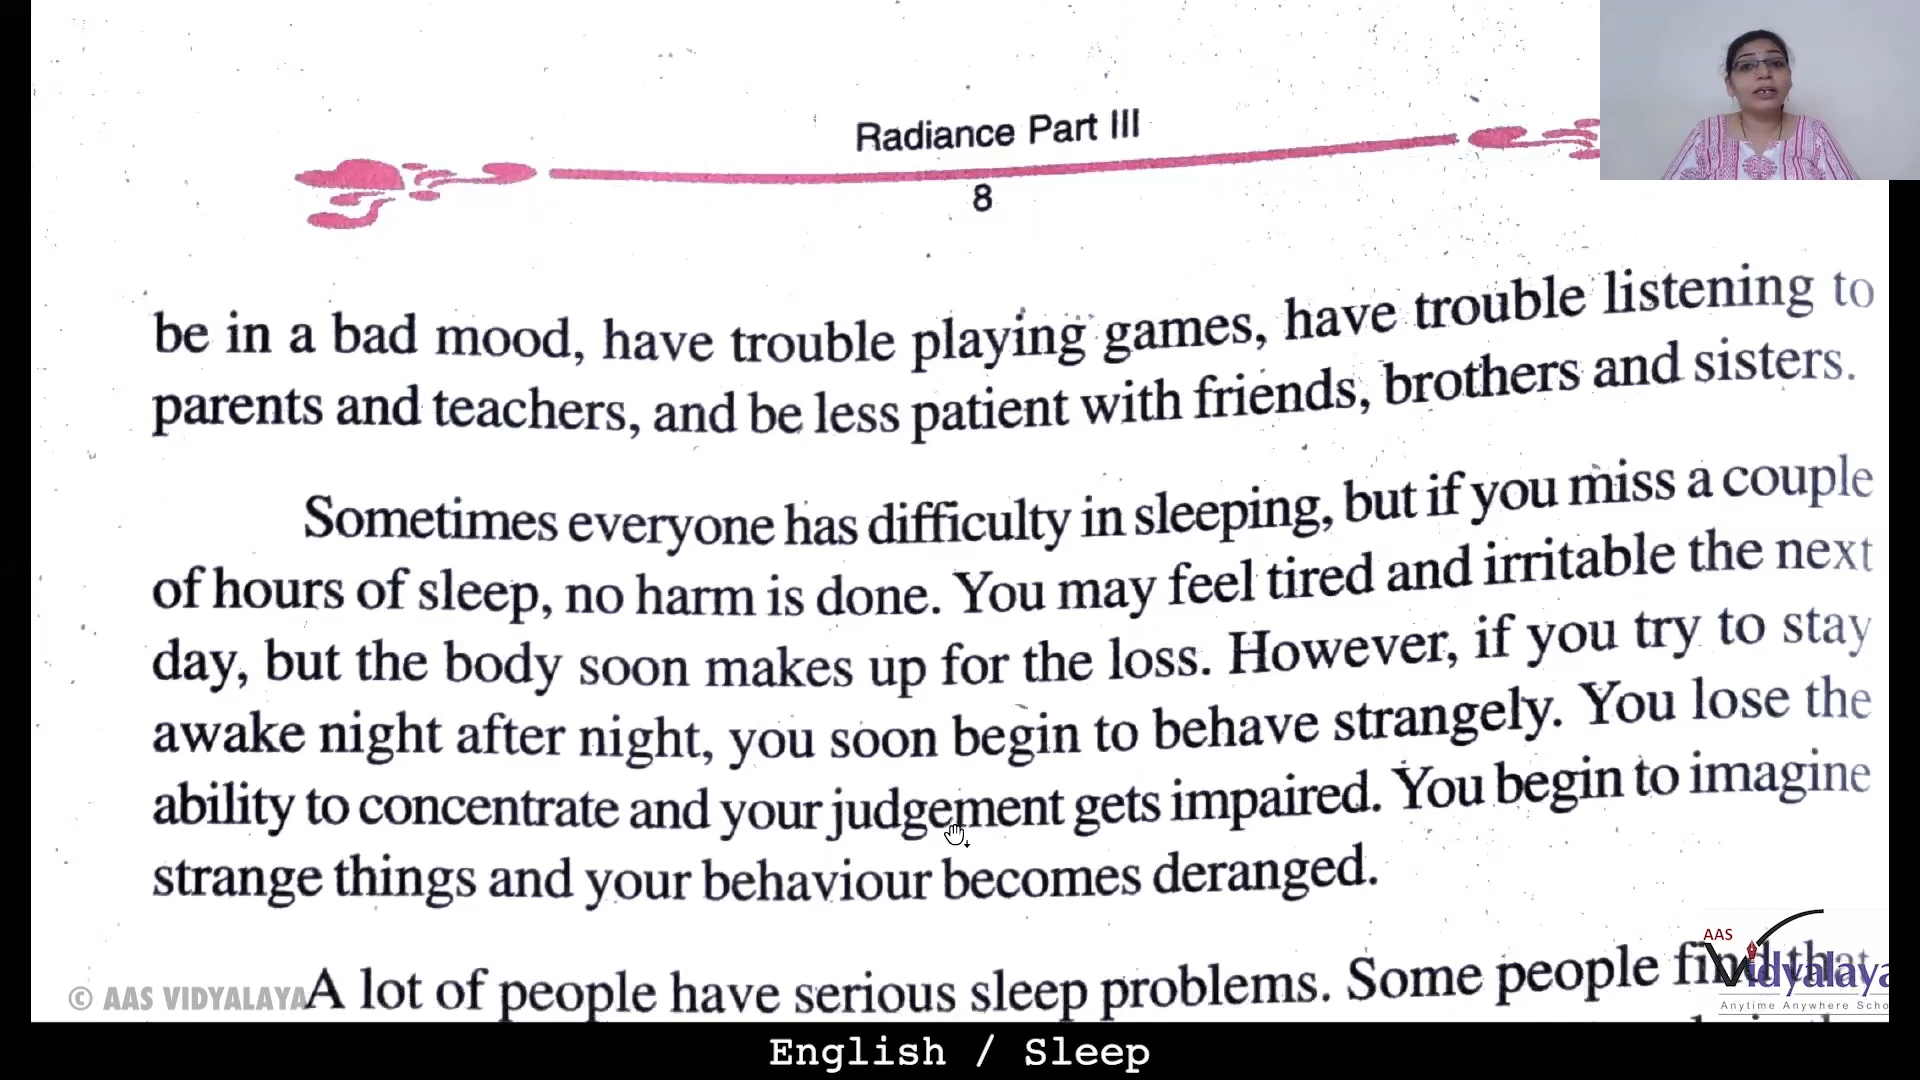 Radiance Part III
8
be in a bad mood, have trouble playing games, have trouble listening to
parents and teachers, and be less patient with friends, brothers and sisters.
Sometimes everyone has difficulty in sleeping, but if you miss a couple
of hours of sleep, no harm is done. You may feel tired and irritable the next
day, but the body soon makes up for the loss. However, if you try to stay
awake night after night, you soon begin to behave strangely. You lose the
ability to concentrate and your judgement gets impaired. You begin to imagine
strange things and your behaviour becomes deranged.
A lot of people have serious sleep problems. Some people find that
© AAS VIDYALAYA
AAS
Vidyalaya
Anytime Anywhere Scho
English / Sleep